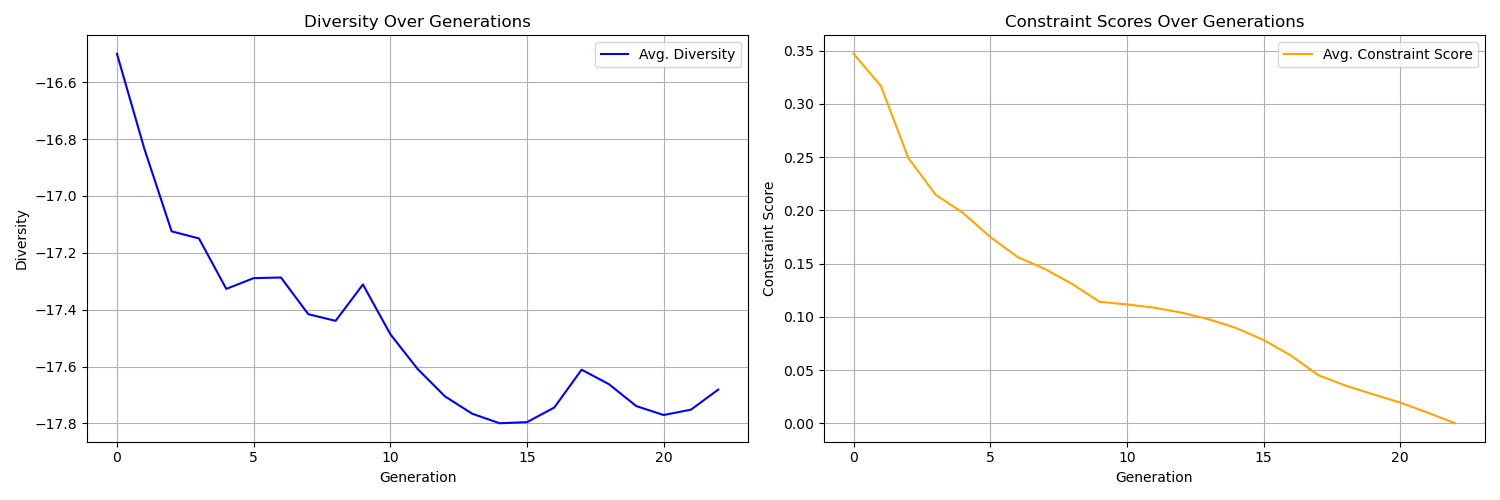 Diversity Over Generations
Avg. Diversity
−16.6
−16.8
−17.0
−17.2
−17.4
−17.6
−17.8
Diversity
0 5 10 15 20
Generation
Constraint Scores Over Generations
Avg. Constraint Score
0.35
0.30
0.25
0.20
0.15
0.10
0.05
0.00
Constraint Score
0 5 10 15 20
Generation